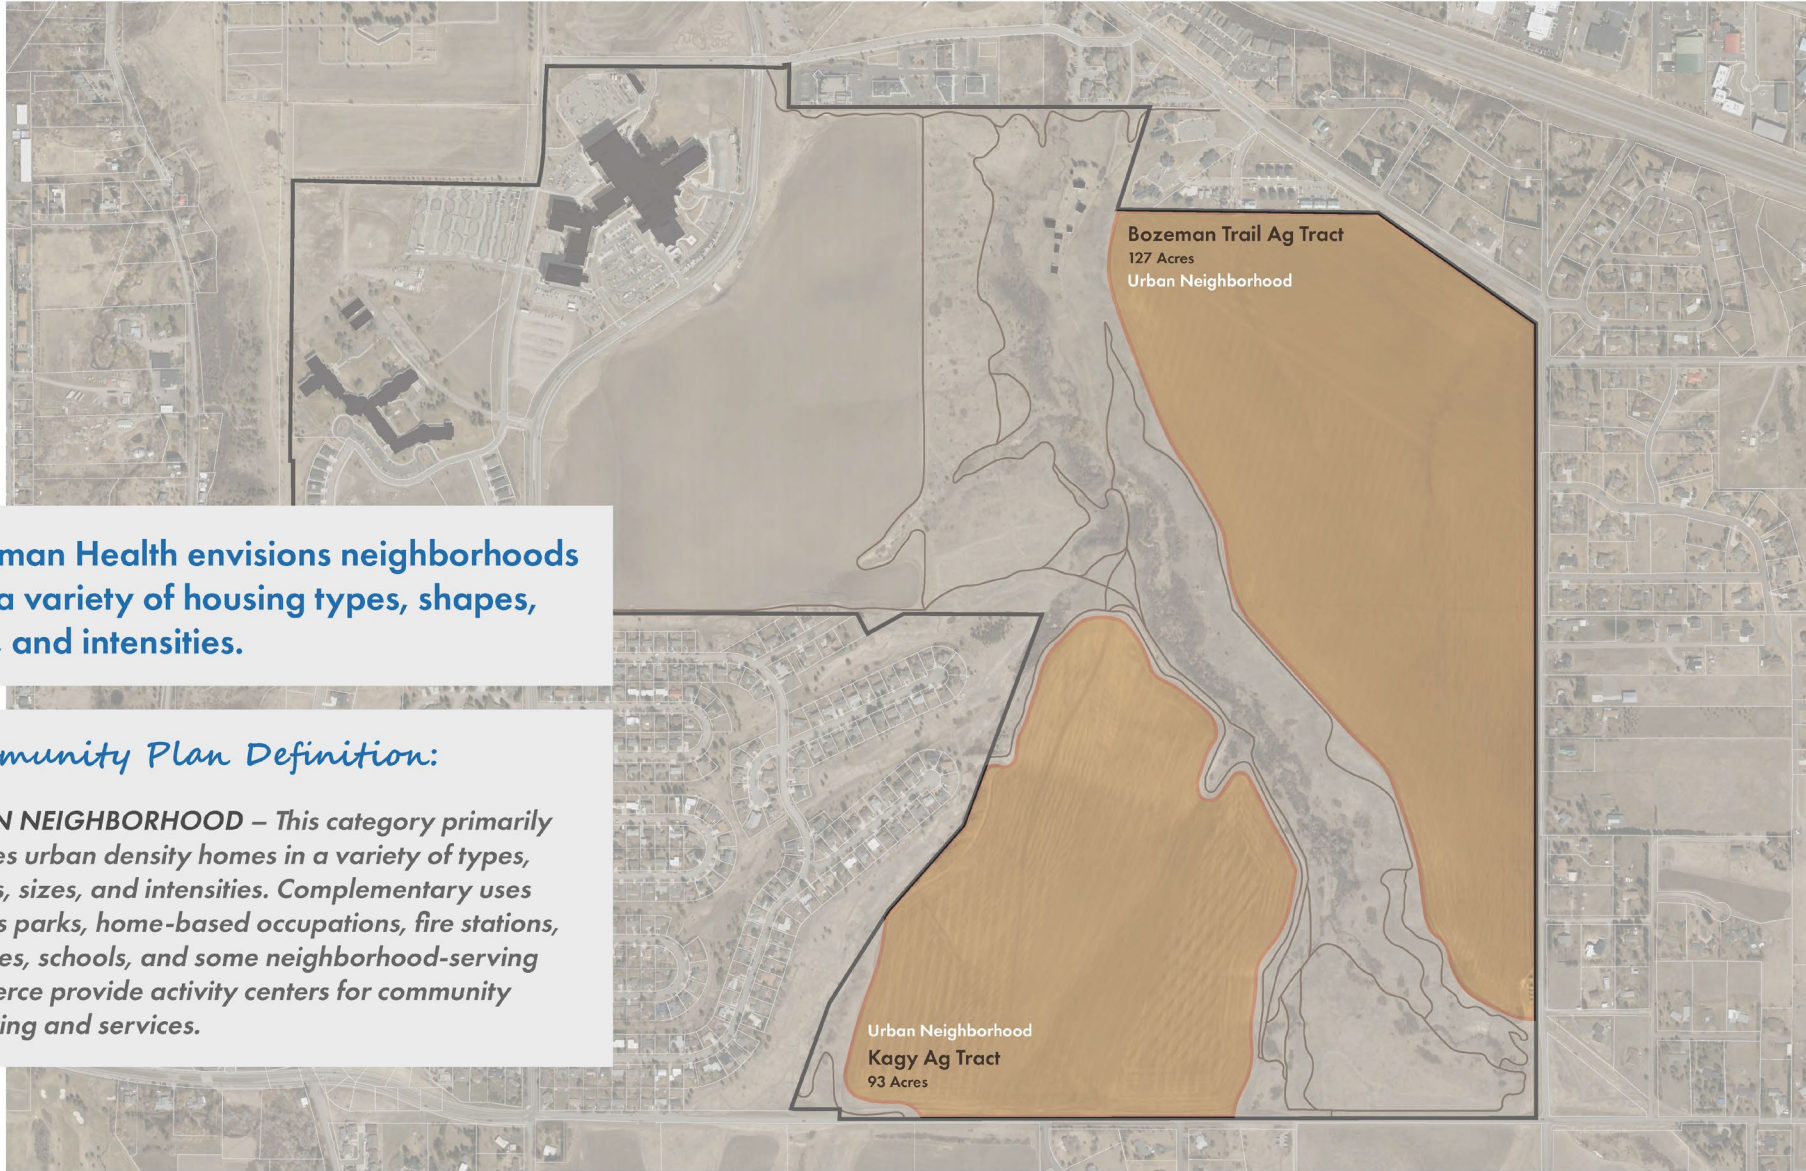 Bozeman Trail Ag Tract
127 Acres
Urban Neighborhood
man Health envisions neighborhoods
a variety of housing types, shapes,
, and intensities.
munity Plan Definition:
N NEIGHBORHOOD – This category primarily
es urban density homes in a variety of types,
s, sizes, and intensities. Complementary uses
s parks, home-based occupations, fire stations,
es, schools, and some neighborhood-serving
erce provide activity centers for community
ing and services.
Urban Neighborhood
Kagy Ag Tract
93 Acres